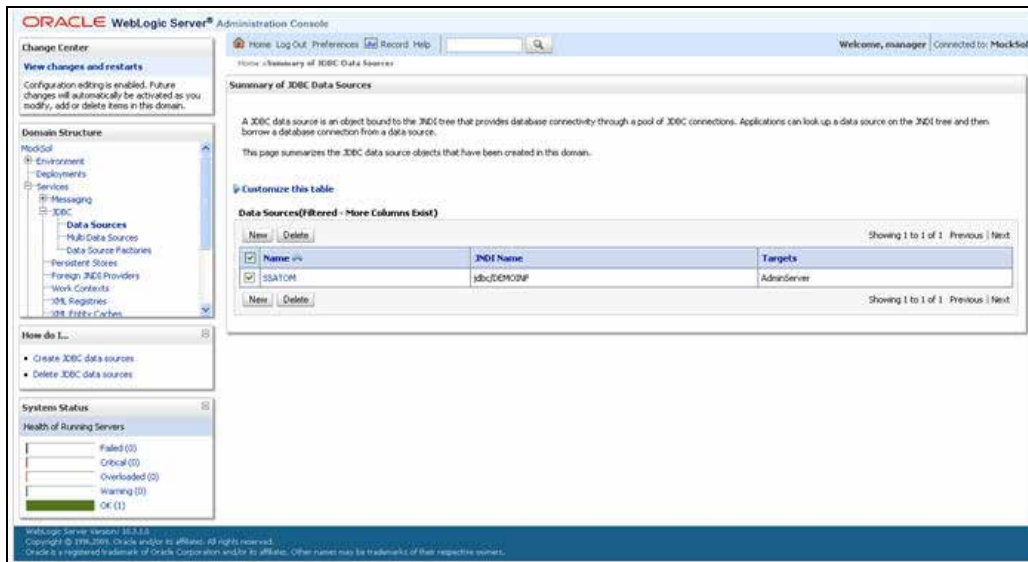 ORACLE WebLogic Server® Administration Console
Change Center
View changes and restarts
Configuration editing is enabled. Future
changes will automatically be activated as you
modify, add or delete items in this domain.
Domain Structure
MockSol
Environment
Deployments
Services
Messaging
JDBC
Data Sources
Multi Data Sources
Data Source Factories
Persistent Stores
Foreign JNDI Providers
Work Contexts
XML Registries
XML Entity Caches
How do I...
Create JDBC data sources
Delete JDBC data sources
System Status
Health of Running Servers
Failed (0)
Critical (0)
Overloaded (0)
Warning (0)
OK (1)
Home Log Out Preferences Record Help
Welcome, manager Connected to: MockSol
Home >Summary of JDBC Data Sources
Summary of JDBC Data Sources
A JDBC data source is an object bound to the JNDI tree that provides database connectivity through a pool of JDBC connections. Applications can look up a data source on the JNDI tree and then
borrow a database connection from a data source.
This page summarizes the JDBC data source objects that have been created in this domain.
Customize this table
Data Sources(Filtered - More Columns Exist)
New Delete Showing 1 to 1 of 1 Previous | Next
Name JNDI Name Targets
SSATOM jdbc/DEMOINF AdminServer
New Delete Showing 1 to 1 of 1 Previous | Next
WebLogic Server Version: 10.3.1.0
Copyright © 1996,2009, Oracle and/or its affiliates. All rights reserved.
Oracle is a registered trademark of Oracle Corporation and/or its affiliates. Other names may be trademarks of their respective owners.